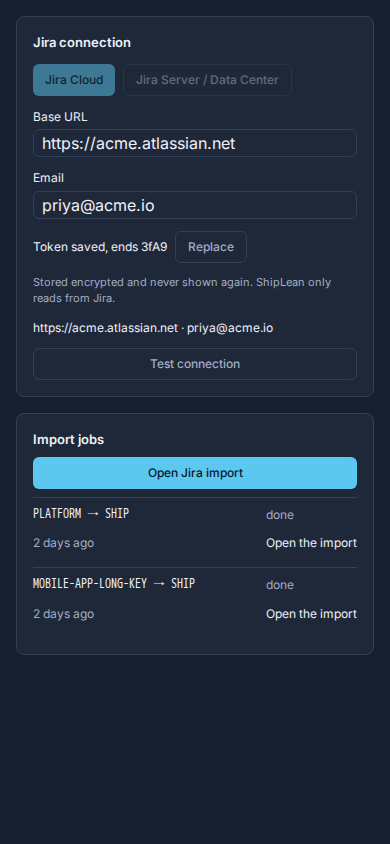 Jira connection
Jira Cloud
Jira Server / Data Center
Base URL
https://acme.atlassian.net
Email
priya@acme.io
Token saved, ends 3fA9
Replace
Stored encrypted and never shown again. ShipLean only
reads from Jira.
https://acme.atlassian.net · priya@acme.io
Test connection
Import jobs
Open Jira import
PLATFORM → SHIP
done
2 days ago
Open the import
MOBILE-APP-LONG-KEY → SHIP
done
2 days ago
Open the import